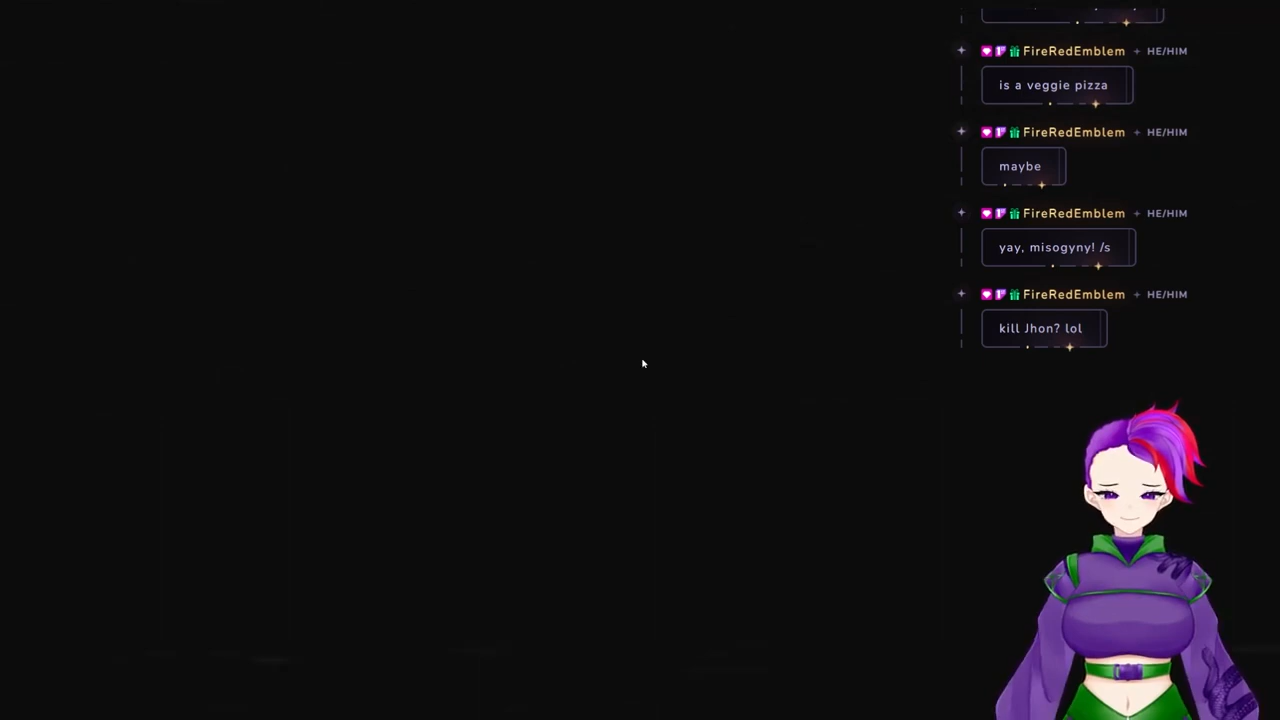 FireRedEmblem + HE/HIM
is a veggie pizza
FireRedEmblem + HE/HIM
maybe
FireRedEmblem + HE/HIM
yay, misogyny! /s
FireRedEmblem + HE/HIM
kill Jhon? lol